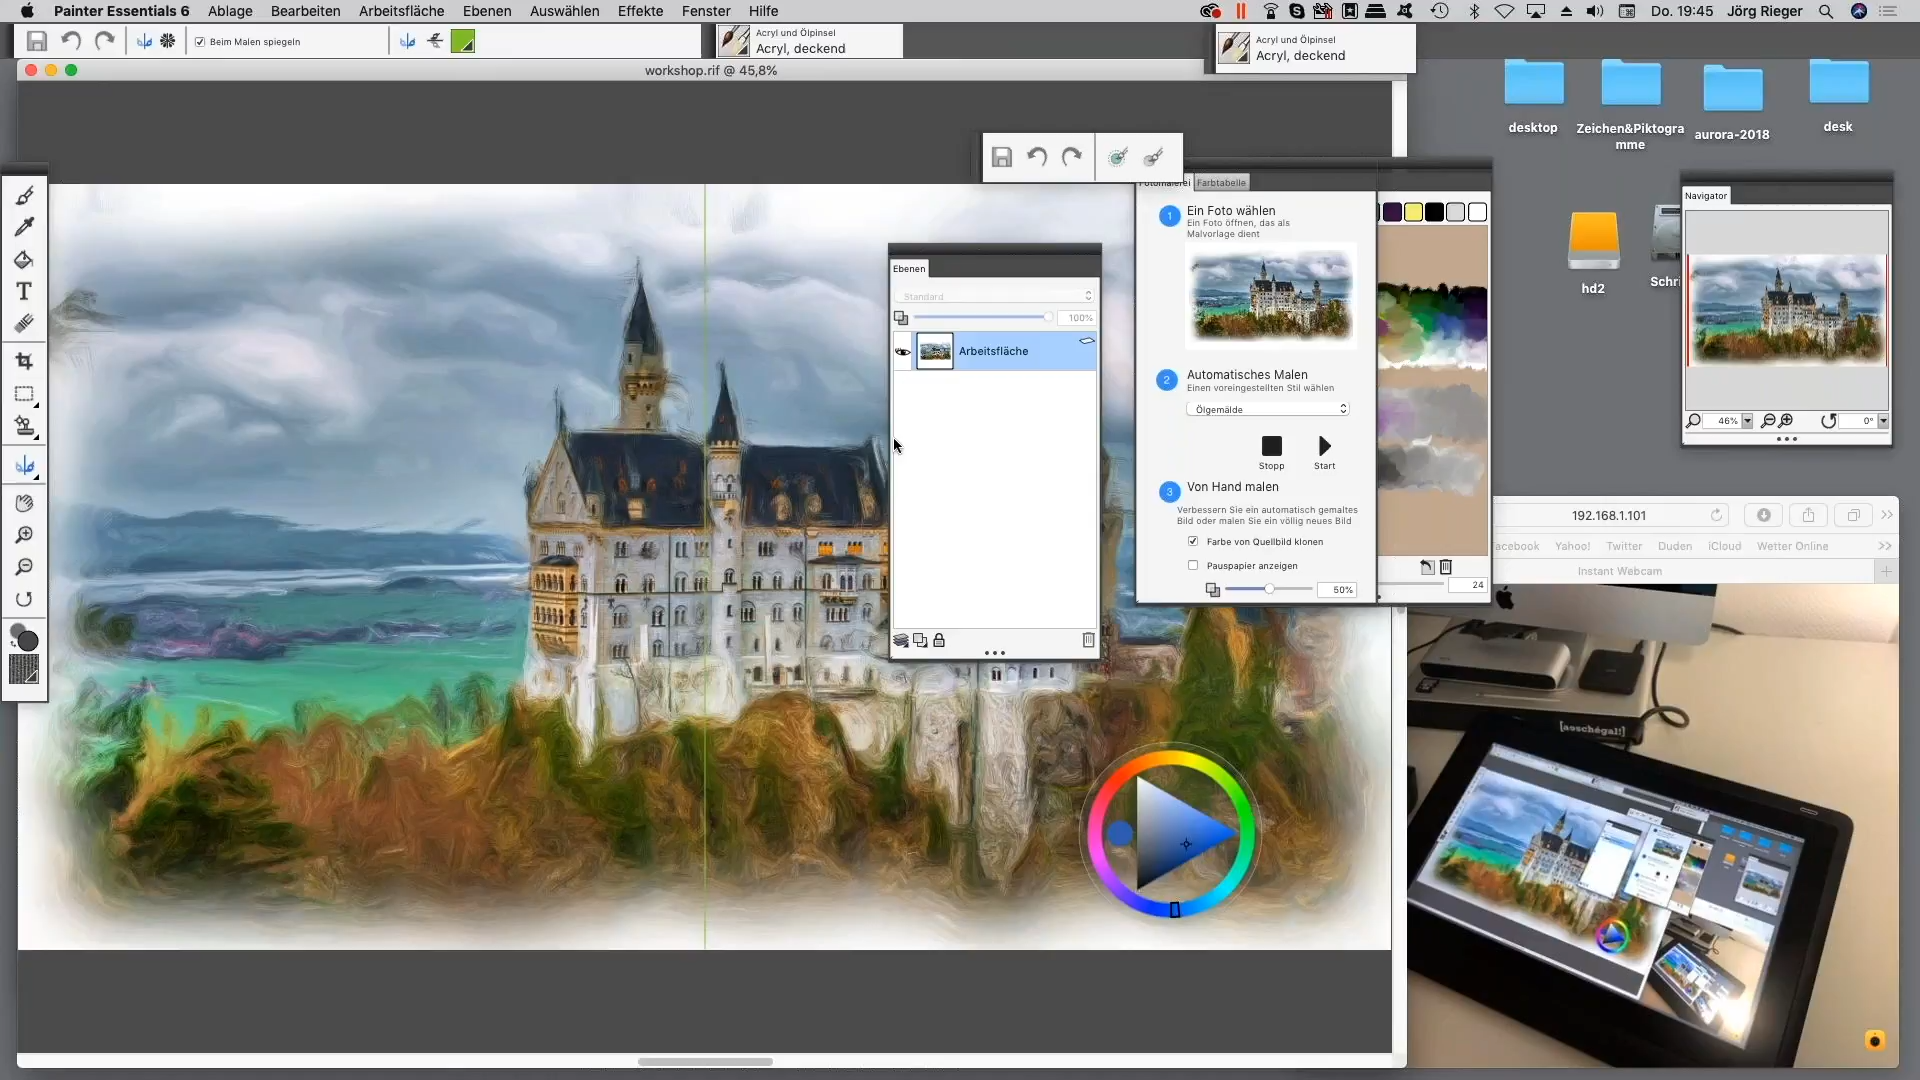 Painter Essentials 6 Ablage Bearbeiten Arbeitsfläche Ebenen Auswählen Effekte Fenster Hilfe
Do. 19:45 Jörg Rieger
Beim Malen spiegeln
Acryl und Ölpinsel
Acryl, deckend
Acryl und Ölpinsel
Acryl, deckend
workshop.rif @ 45,8%
desktop
Zeichen&Piktogra
mme
aurora-2018
desk
hd2
Schri
Navigator
46%
0°
Ebenen
Standard
100%
Arbeitsfläche
Fotomalerei Farbtabelle
1 Ein Foto wählen
Ein Foto öffnen, das als
Malvorlage dient
2 Automatisches Malen
Einen voreingestellten Stil wählen
Ölgemälde
Stopp Start
3 Von Hand malen
Verbessern Sie ein automatisch gemaltes
Bild oder malen Sie ein völlig neues Bild
Farbe von Quellbild klonen
Pauspapier anzeigen
50%
24
192.168.1.101
acebook Yahoo! Twitter Duden iCloud Wetter Online
Instant Webcam